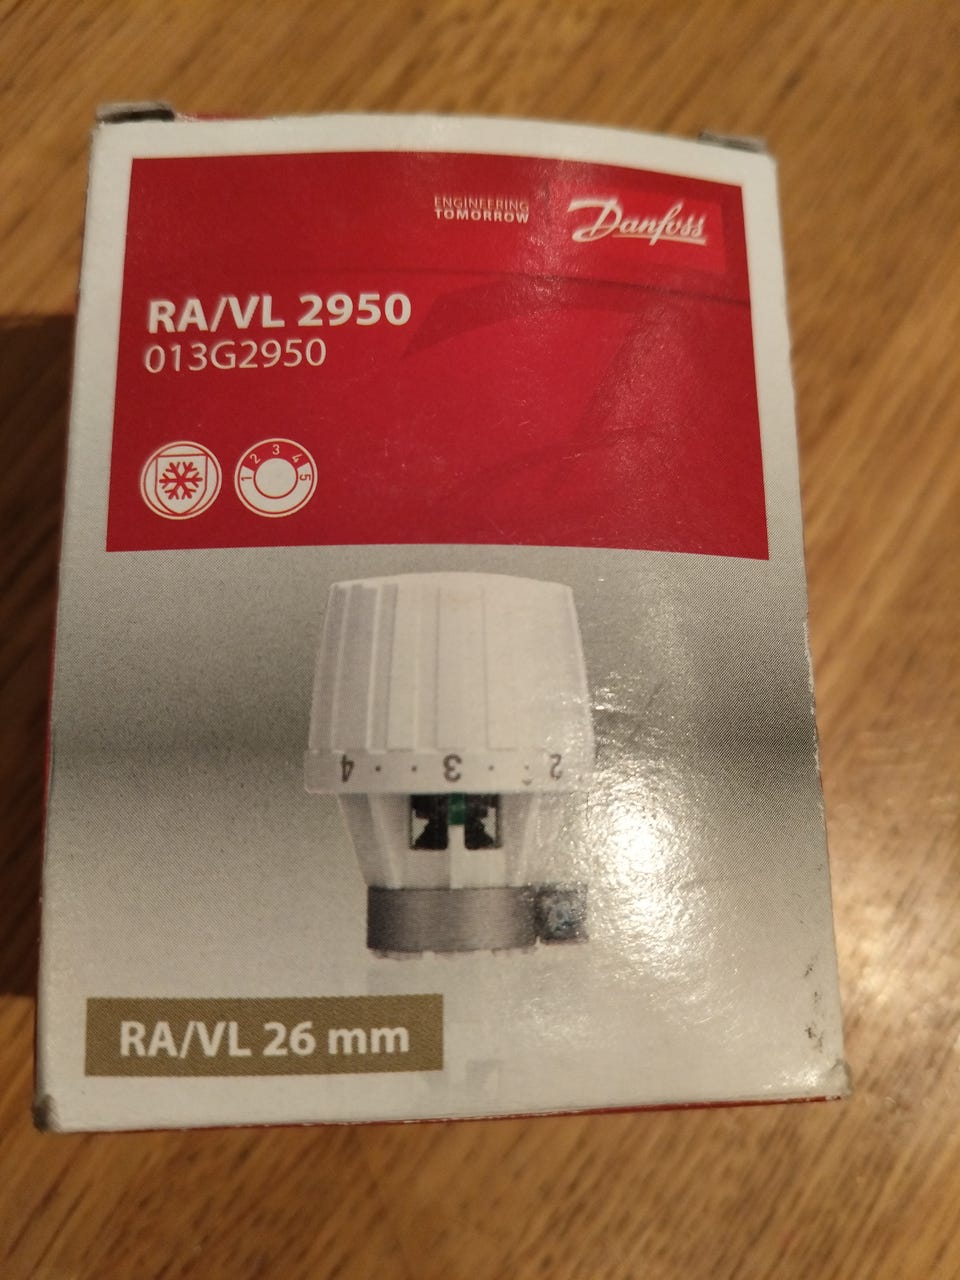 ENGINEERING
TOMORROW
Danfoss
RA/VL 2950
013G2950
1 2 3 4 5
4 · · 3 · · 2
RA/VL 26 mm